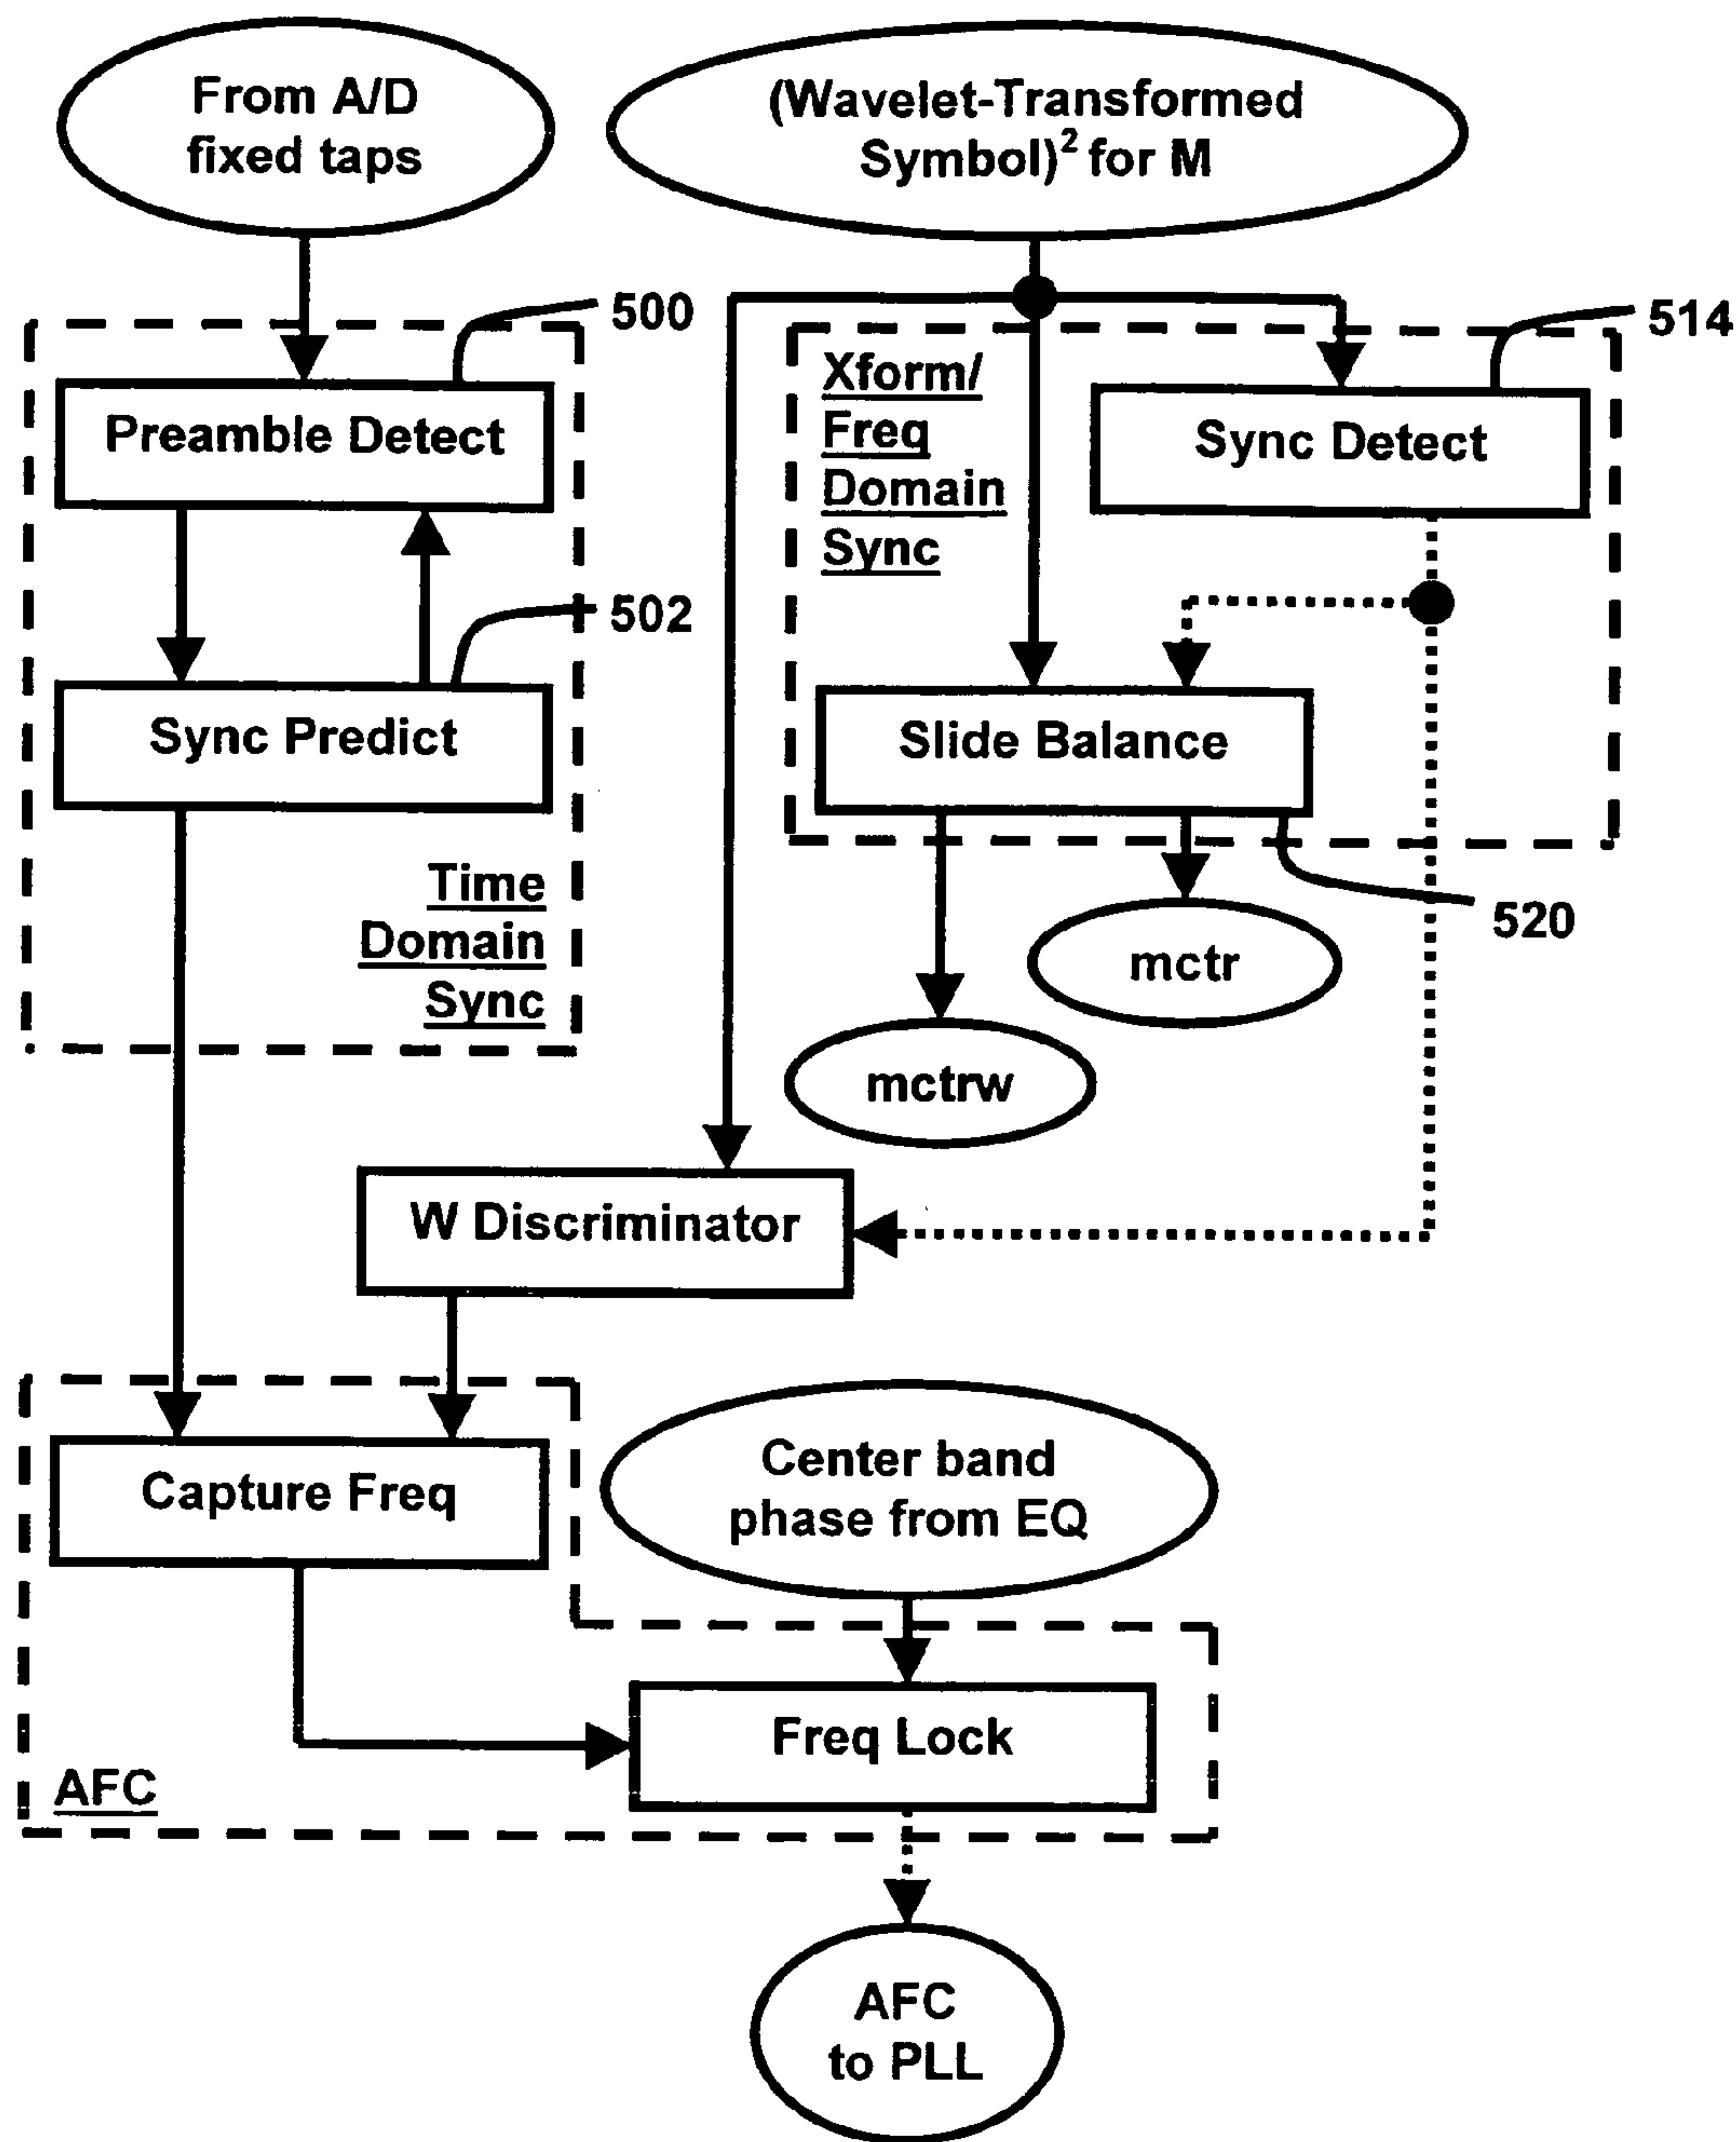 From A/D
fixed taps
(Wavelet-Transformed
Symbol)² for M
500
514
Preamble Detect
Xform/
Freq
Domain
Sync
Sync Detect
502
Sync Predict
Slide Balance
Time
Domain
Sync
520
mctr
mctrw
W Discriminator
Capture Freq
Center band
phase from EQ
Freq Lock
AFC
AFC
to PLL